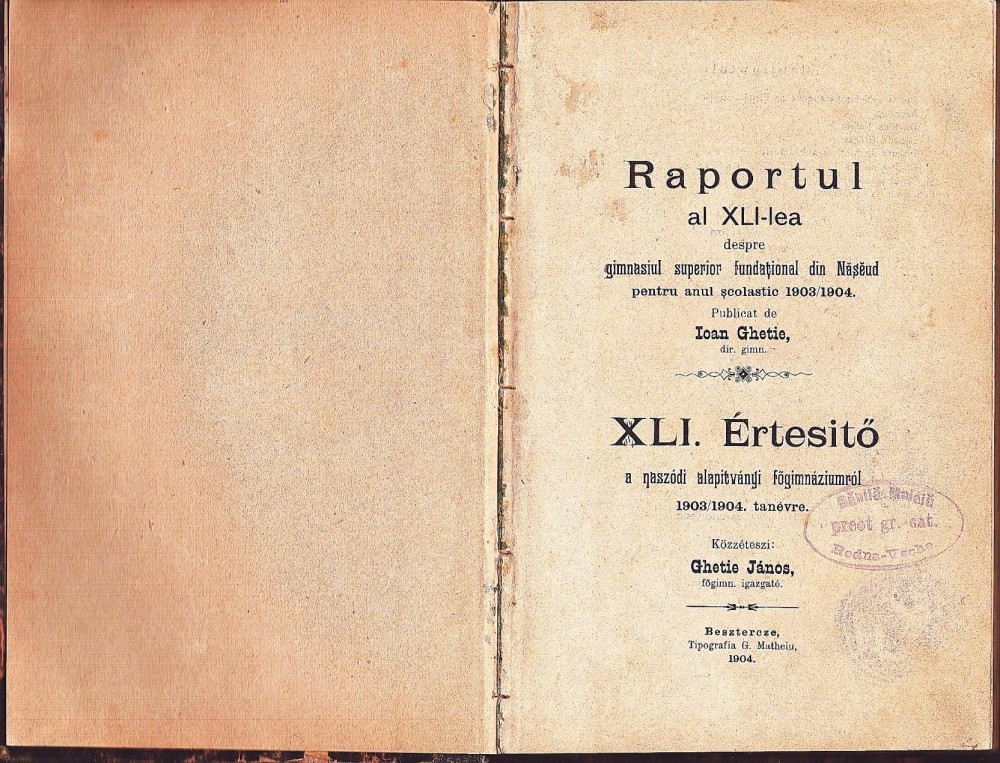 Raportul
al XLI-lea
despre
gimnasiul superior fundațional din Năsĕud
pentru anul școlastic 1903/1904.
Publicat de
Ioan Ghetie,
dir. gimn.
XLI. Értesitő
a naszódi alapitványi főgimnáziumról
1903/1904. tanévre.
Közzéteszi:
Ghetie János,
főgimn. igazgató.
Besztercze,
Tipografia G. Matheiu,
1904.
preot gr. cat.
Rodna-Veche